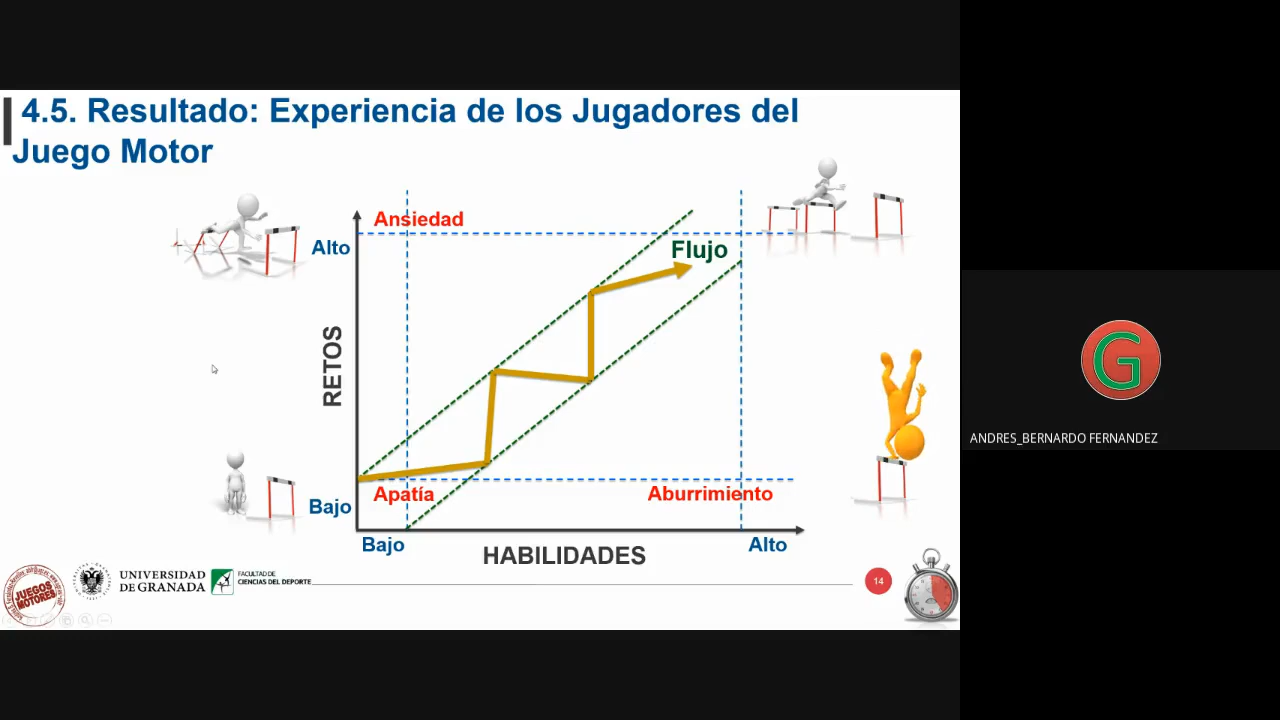 4.5. Resultado: Experiencia de los Jugadores del
Juego Motor
Ansiedad
Alto
Flujo
RETOS
Apatía
Aburrimiento
Bajo
Bajo
HABILIDADES
Alto
JUEGOS
MOTORES
UNIVERSIDAD
DE GRANADA
FACULTAD DE
CIENCIAS DEL DEPORTE
14
G
ANDRES_BERNARDO FERNANDEZ